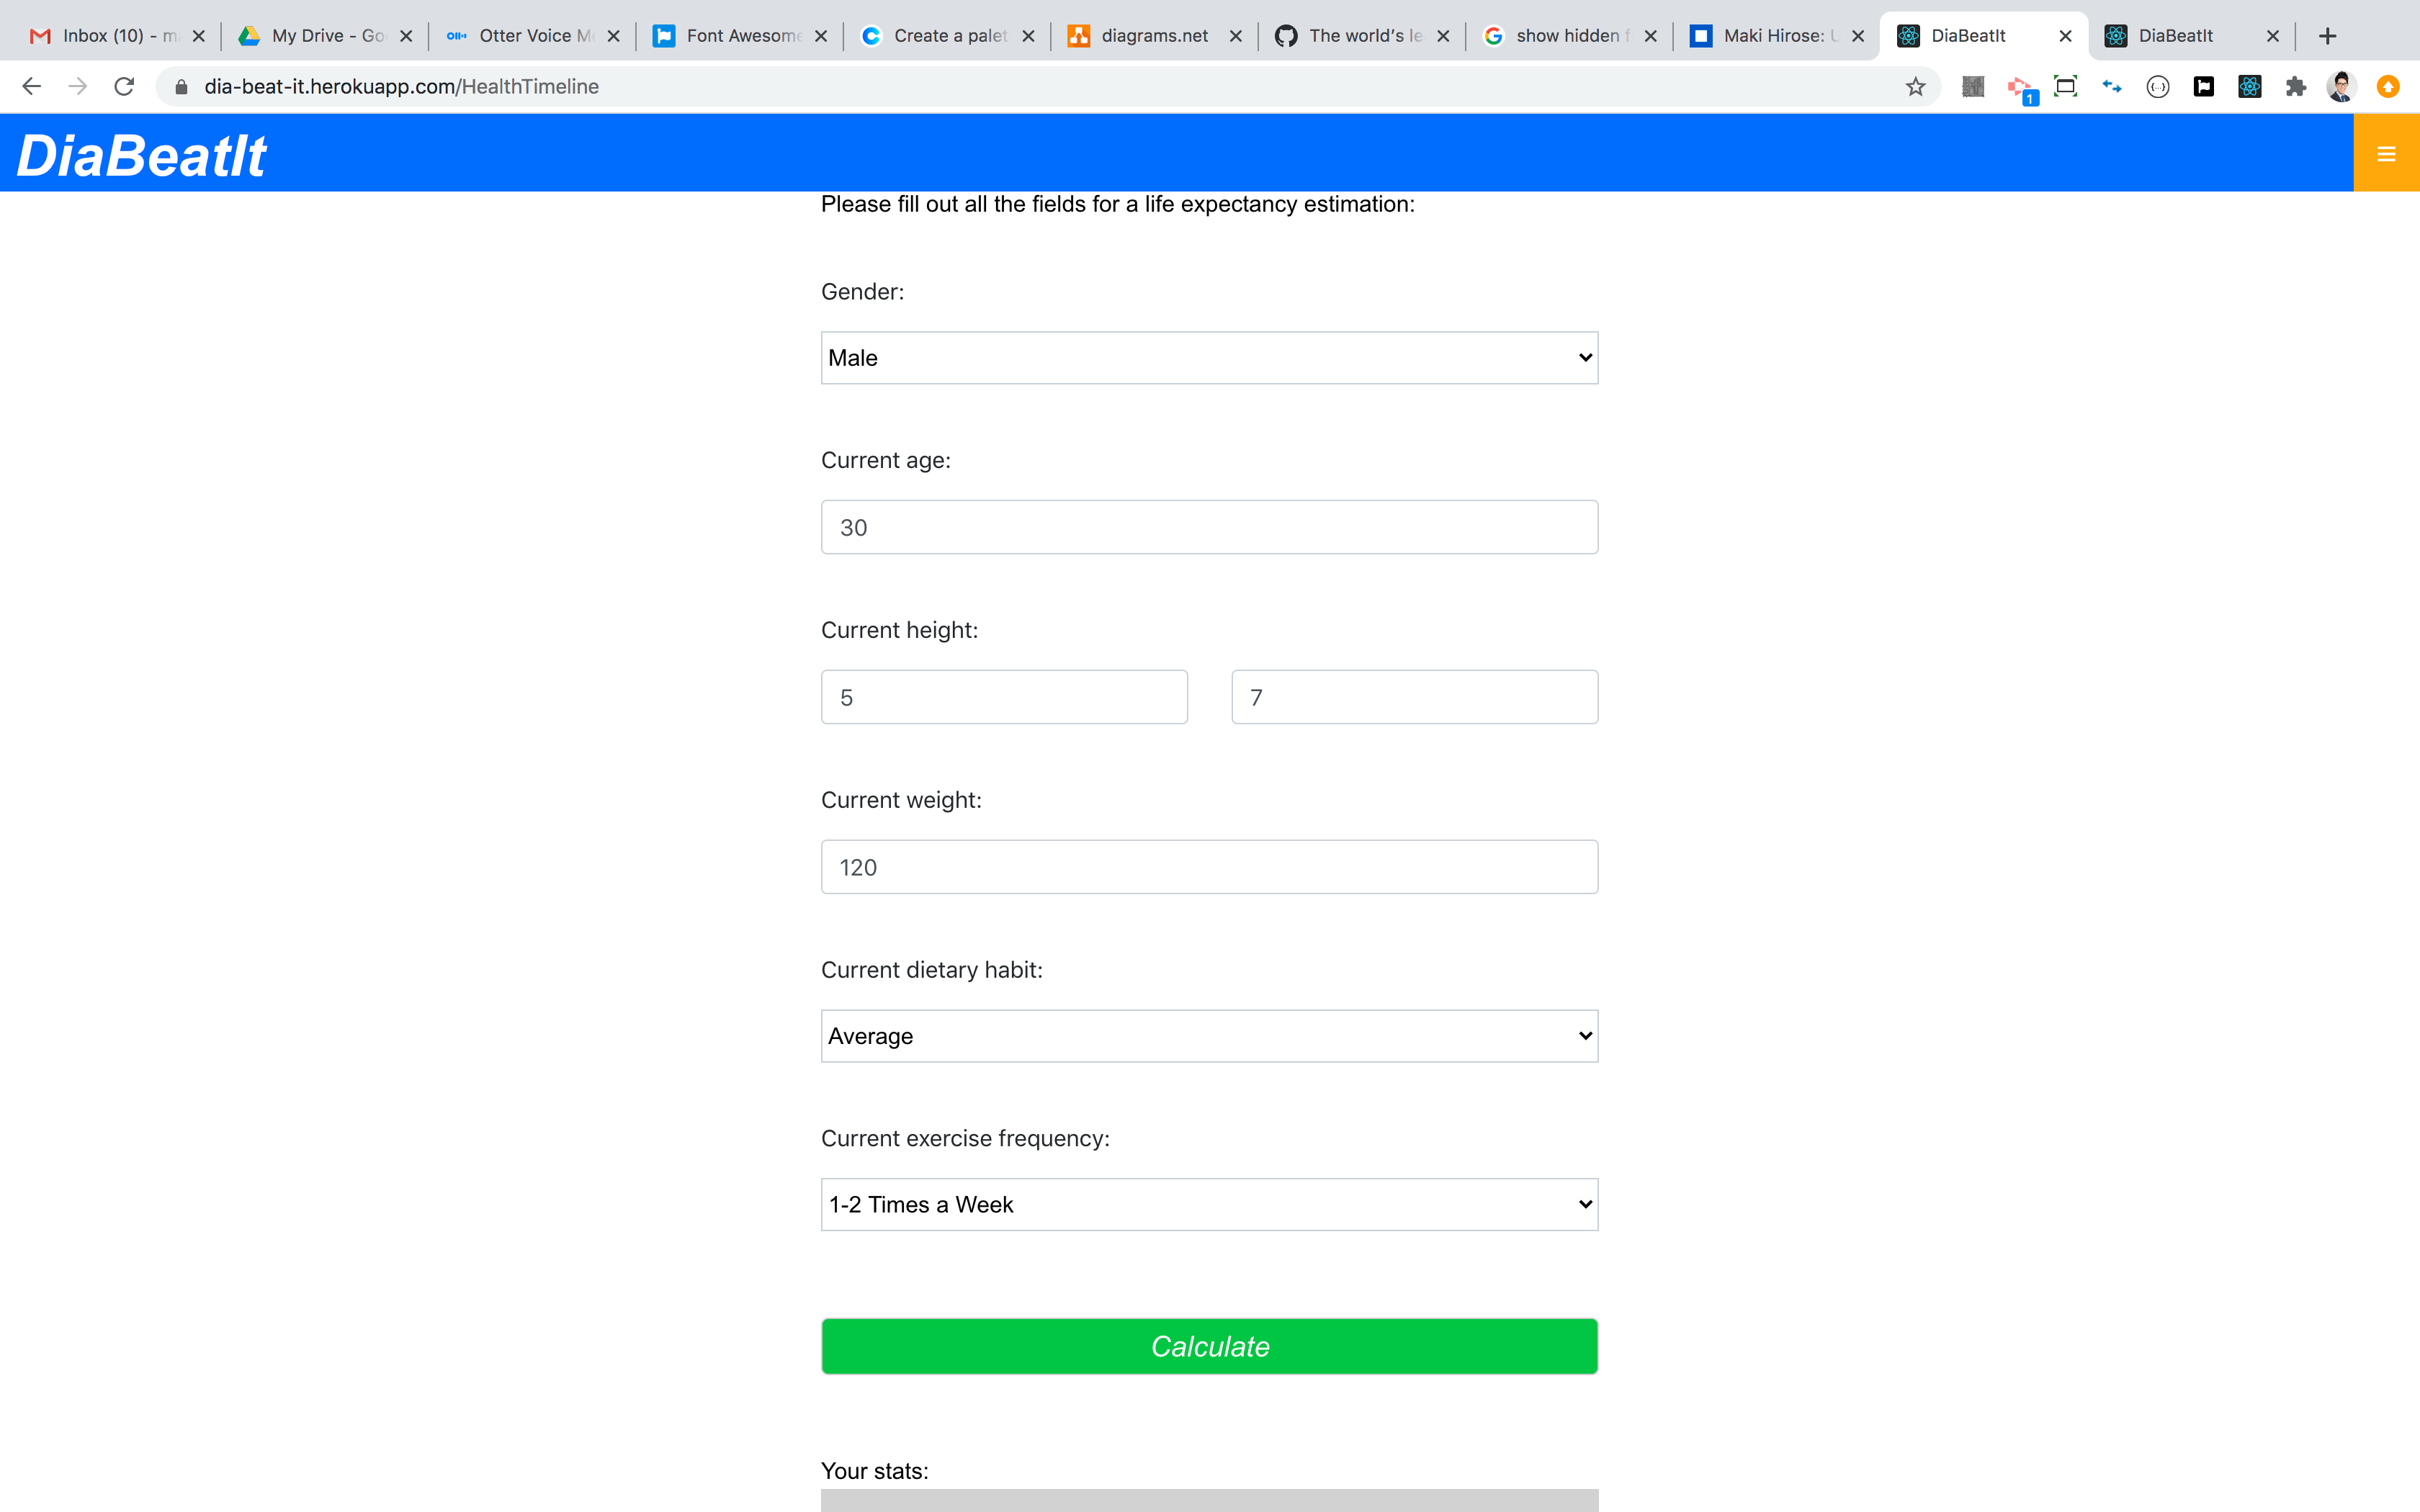 Inbox (10) - m
My Drive - Go
Otter Voice M
Font Awesome
Create a palet
diagrams.net
The world's le
show hidden f
Maki Hirose: U
DiaBeatIt
DiaBeatIt
dia-beat-it.herokuapp.com/HealthTimeline
1
DiaBeatIt
Please fill out all the fields for a life expectancy estimation:
Gender:
Male
Current age:
30
Current height:
5 7
Current weight:
120
Current dietary habit:
Average
Current exercise frequency:
1-2 Times a Week
Calculate
Your stats: